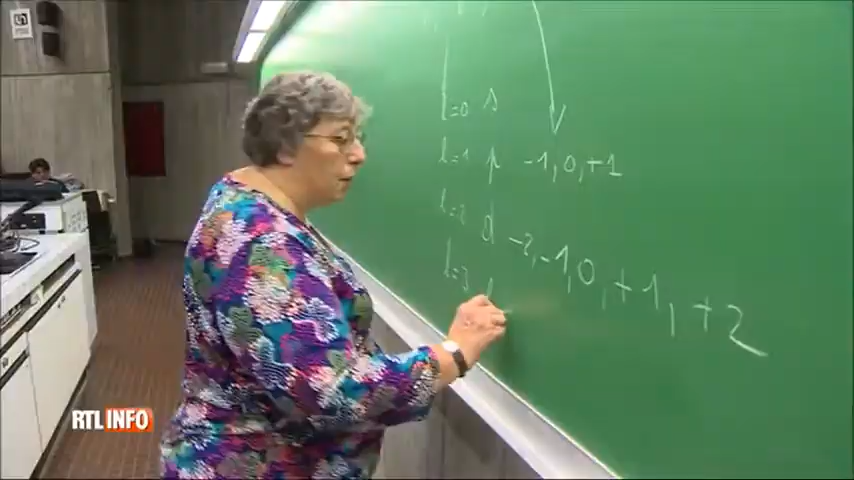 l=0 s
l=1 p -1,0,+1
l=2 d -2,-1,0,+1,+2
l=3
RTL INFO